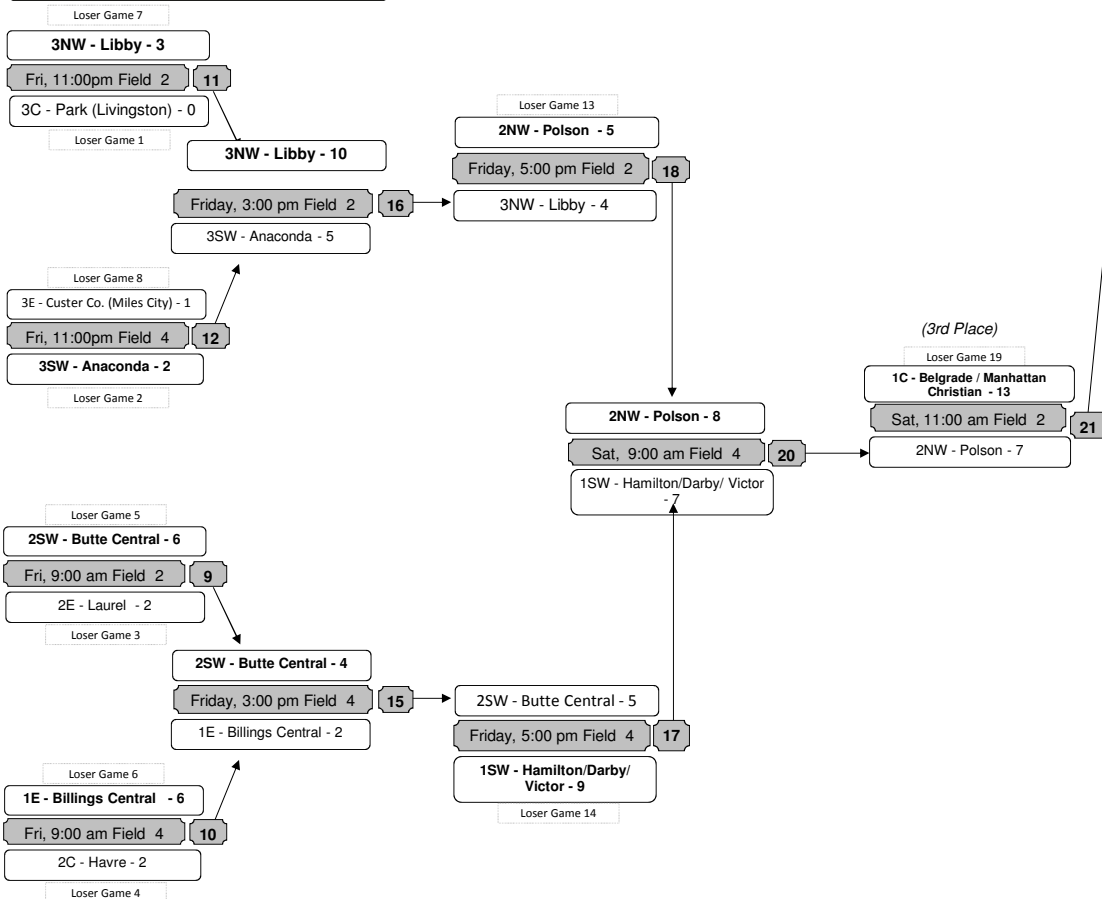 Loser Game 7
3NW - Libby - 3
Fri, 11:00pm Field 2
11
3C - Park (Livingston) - 0
Loser Game 1
3NW - Libby - 10
Friday, 3:00 pm Field 2
16
3SW - Anaconda - 5
Loser Game 8
3E - Custer Co. (Miles City) - 1
Fri, 11:00pm Field 4
12
3SW - Anaconda - 2
Loser Game 2
Loser Game 13
2NW - Polson - 5
Friday, 5:00 pm Field 2
18
3NW - Libby - 4
(3rd Place)
Loser Game 19
1C - Belgrade / Manhattan
Christian - 13
Sat, 11:00 am Field 2
21
2NW - Polson - 7
2NW - Polson - 8
Sat, 9:00 am Field 4
20
1SW - Hamilton/Darby/ Victor
- 7
Loser Game 5
2SW - Butte Central - 6
Fri, 9:00 am Field 2
9
2E - Laurel - 2
Loser Game 3
2SW - Butte Central - 4
Friday, 3:00 pm Field 4
15
1E - Billings Central - 2
2SW - Butte Central - 5
Friday, 5:00 pm Field 4
17
1SW - Hamilton/Darby/
Victor - 9
Loser Game 14
Loser Game 6
1E - Billings Central - 6
Fri, 9:00 am Field 4
10
2C - Havre - 2
Loser Game 4